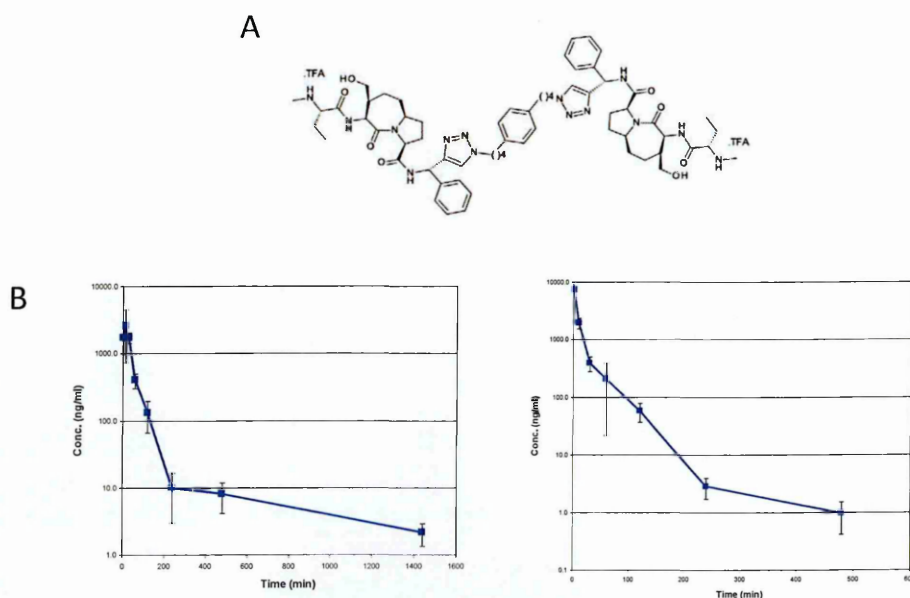 A
.TFA
HO
H
N
O
N
H
O
N
O
N
H
N
N
N
()4
()4
N
N
N
H
N
O
O
N
H
N
O
N
H
OH
.TFA
B
10000.0
1000.0
100.0
10.0
1.0
Conc. (ng/ml)
0 200 400 600 800 1000 1200 1400 1600
Time (min)
10000.0
1000.0
100.0
10.0
1.0
0.1
Conc. (ng/ml)
0 100 200 300 400 500
Time (min)